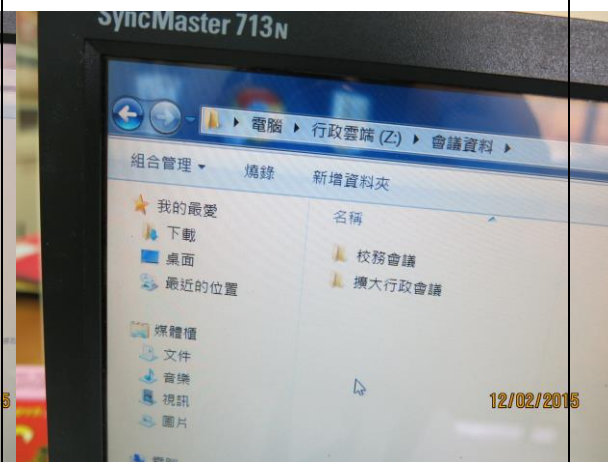 SyncMaster 713N
電腦 ▸ 行政雲端 (Z:) ▸ 會議資料 ▸
組合管理 ▾ 燒錄 新增資料夾
我的最愛
下載
桌面
最近的位置
媒體櫃
文件
音樂
視訊
圖片
名稱
校務會議
擴大行政會議
12/02/2015